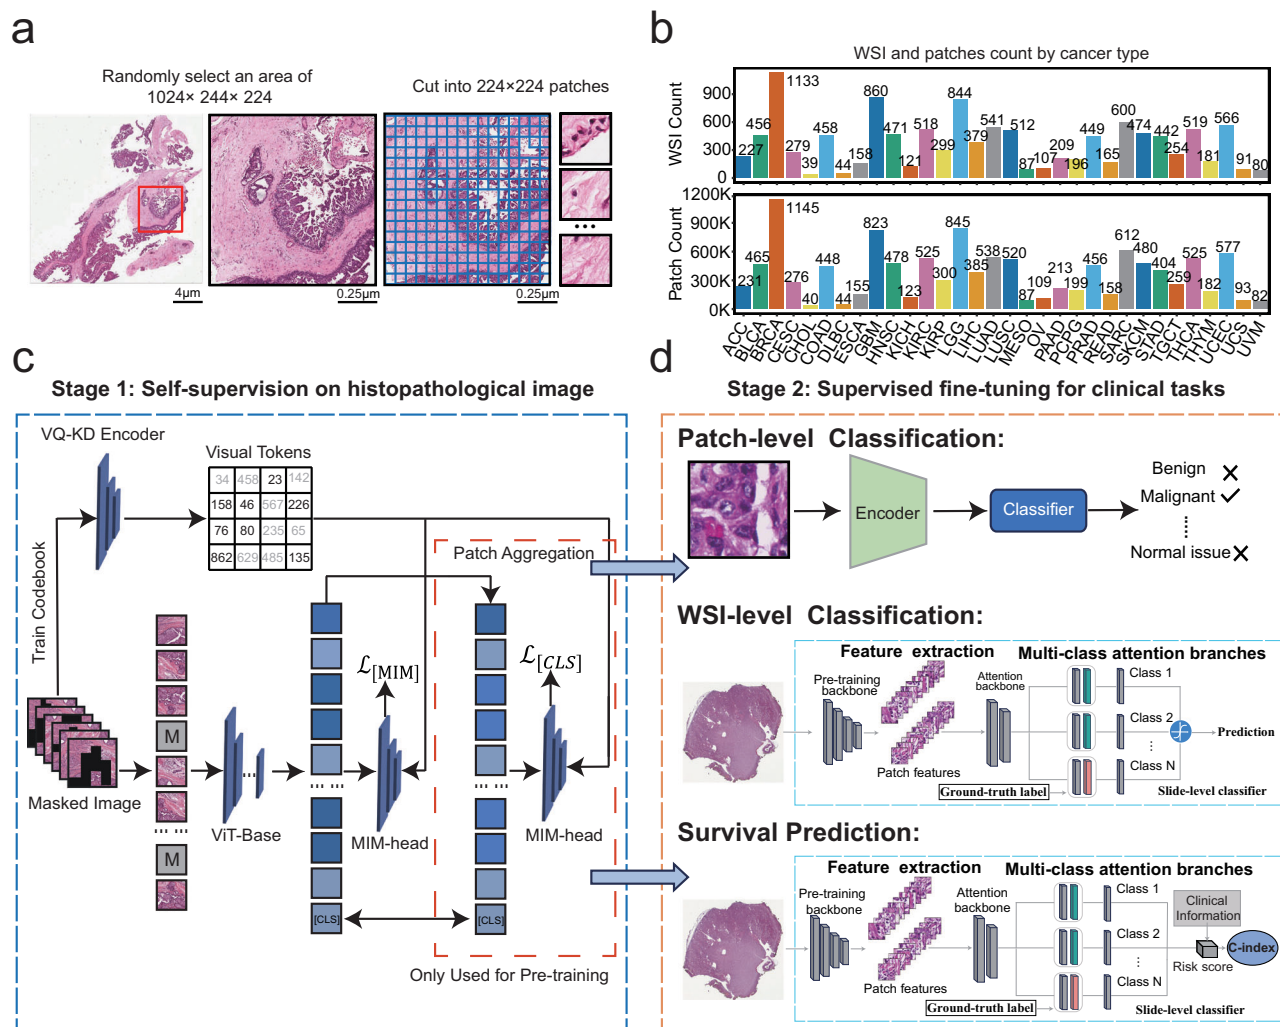 a
Randomly select an area of
1024× 244× 224
Cut into 224×224 patches
4μm
0.25μm
0.25μm
b
WSI and patches count by cancer type
WSI Count
900
600
300
0
227
456
1133
279
39
458
44
158
860
471
121
518
299
844
379
541
512
87
107
209
196
449
165
600
474
442
254
519
181
566
91
80
Patch Count
1200K
900K
600K
300K
0K
231
465
1145
276
40
448
44
155
823
478
123
525
300
845
385
538
520
87
109
213
199
456
158
612
480
404
259
525
182
577
93
82
ACC
BLCA
BRCA
CESC
CHOL
COAD
DLBC
ESCA
GBM
HNSC
KICH
KIRC
KIRP
LGG
LIHC
LUAD
LUSC
MESO
OV
PAAD
PCPG
PRAD
READ
SARC
SKCM
STAD
TGCT
THCA
THYM
UCEC
UCS
UVM
c
Stage 1: Self-supervision on histopathological image
VQ-KD Encoder
Visual Tokens
34 458 23 142
158 46 567 226
76 80 235 65
862 629 485 135
Train Codebook
Patch Aggregation
ℒ[MIM]
ℒ[CLS]
M
M
Masked Image
ViT-Base
MIM-head
MIM-head
[CLS]
[CLS]
Only Used for Pre-training
d
Stage 2: Supervised fine-tuning for clinical tasks
Patch-level Classification:
Encoder
Classifier
Benign
Malignant
Normal issue
WSI-level Classification:
Feature extraction
Multi-class attention branches
Pre-training
backbone
Attention
backbone
Patch features
Class 1
Class 2
Class N
Prediction
Ground-truth label
Slide-level classifier
Survival Prediction:
Feature extraction
Multi-class attention branches
Pre-training
backbone
Attention
backbone
Patch features
Class 1
Class 2
Class N
Clinical
Information
Risk score
C-index
Ground-truth label
Slide-level classifier